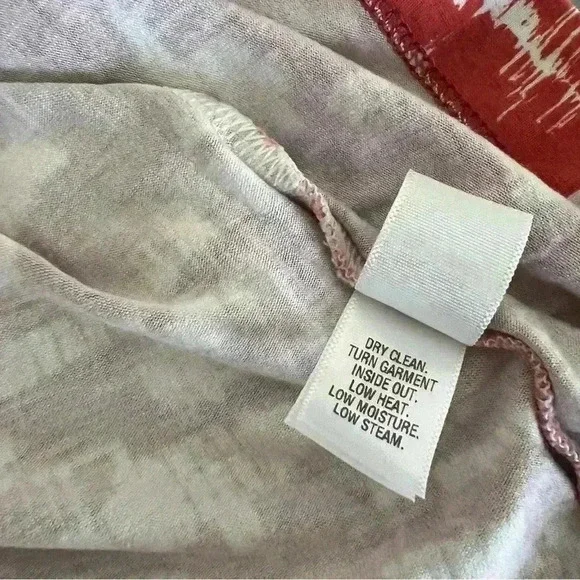 DRY CLEAN.
TURN GARMENT
INSIDE OUT.
LOW HEAT.
LOW MOISTURE.
LOW STEAM.